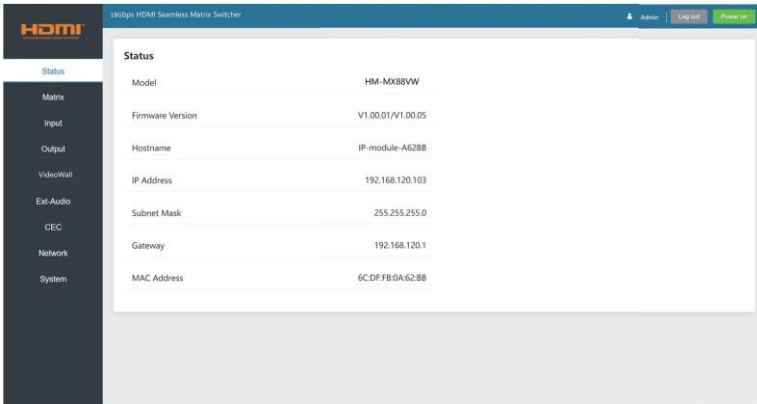 HDMI
18Gbps HDMI Seamless Matrix Switcher
Admin
Log out
Power on
Status
Matrix
Input
Output
VideoWall
Ext-Audio
CEC
Network
System
Status
Model HM-MX88VW
Firmware Version V1.00.01/V1.00.05
Hostname IP-module-A62BB
IP Address 192.168.120.103
Subnet Mask 255.255.255.0
Gateway 192.168.120.1
MAC Address 6C:DF:FB:0A:62:BB